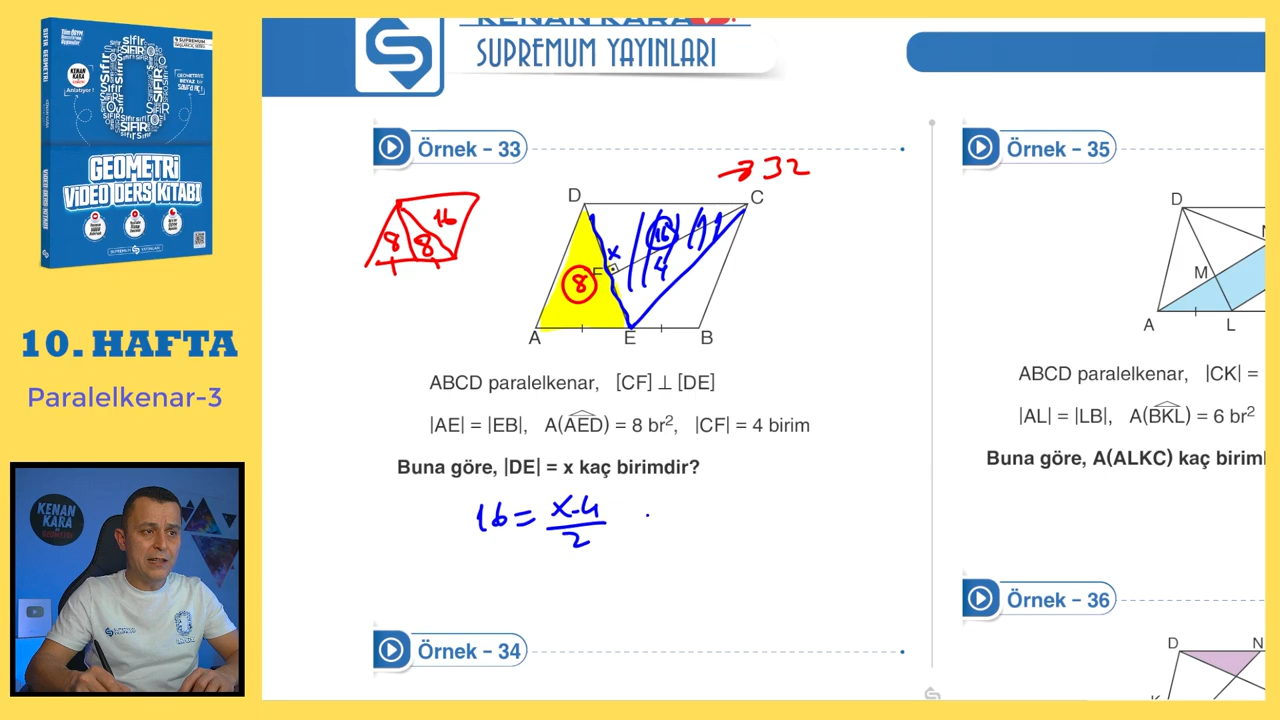 KENAN KARA
SUPREMUM YAYINLARI
SIFIR
GEOMETRİ
VİDEO DERS KİTABI
10. HAFTA
Paralelkenar-3
KENAN
KARA
Örnek - 33
→ 32
16
8 8
D C
x 16
F 4
8
A E B
ABCD paralelkenar, [CF] ⊥ [DE]
|AE| = |EB|, A(AED) = 8 br², |CF| = 4 birim
Buna göre, |DE| = x kaç birimdir?
16 = x.4 / 2
Örnek - 34
Örnek - 35
D
M
A L
ABCD paralelkenar, |CK| =
|AL| = |LB|, A(BKL) = 6 br²
Buna göre, A(ALKC) kaç birim
Örnek - 36
D N
K